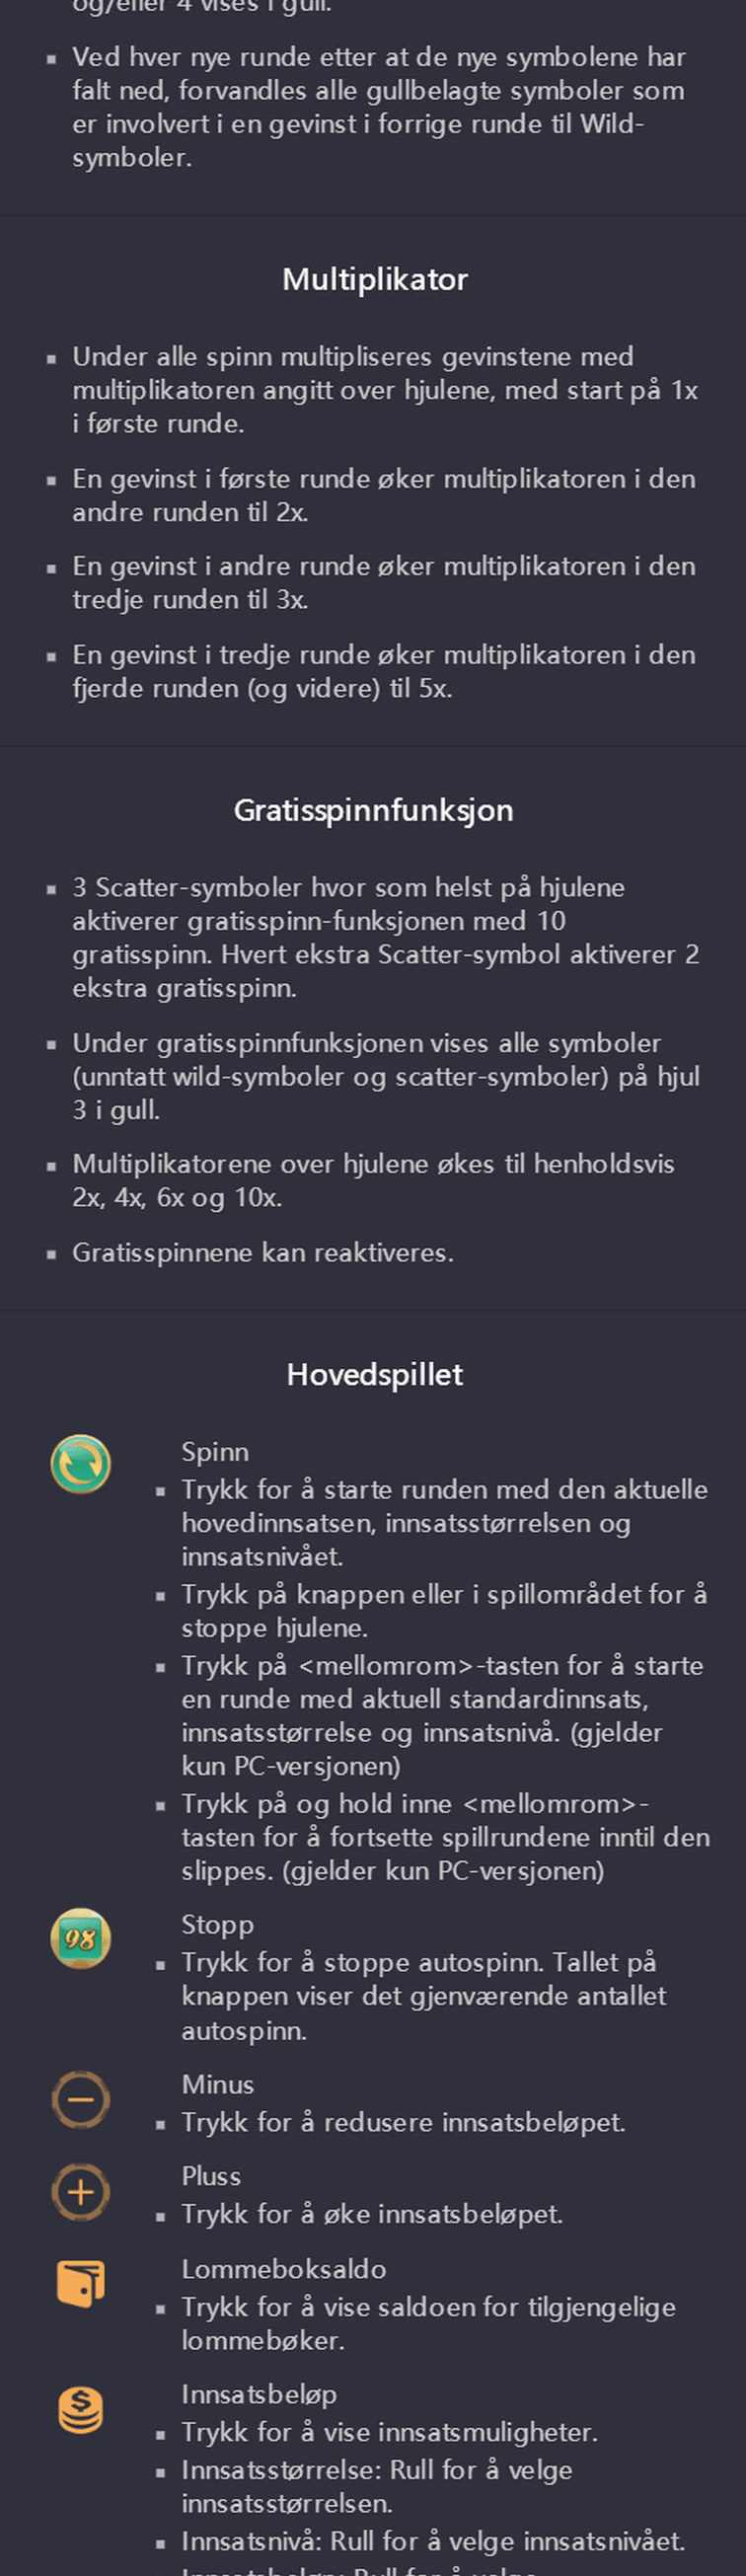 og/eller 4 vises i gull.
Ved hver nye runde etter at de nye symbolene har
falt ned, forvandles alle gullbelagte symboler som
er involvert i en gevinst i forrige runde til Wild-
symboler.
Multiplikator
Under alle spinn multipliseres gevinstene med
multiplikatoren angitt over hjulene, med start på 1x
i første runde.
En gevinst i første runde øker multiplikatoren i den
andre runden til 2x.
En gevinst i andre runde øker multiplikatoren i den
tredje runden til 3x.
En gevinst i tredje runde øker multiplikatoren i den
fjerde runden (og videre) til 5x.
Gratisspinnfunksjon
3 Scatter-symboler hvor som helst på hjulene
aktiverer gratisspinn-funksjonen med 10
gratisspinn. Hvert ekstra Scatter-symbol aktiverer 2
ekstra gratisspinn.
Under gratisspinnfunksjonen vises alle symboler
(unntatt wild-symboler og scatter-symboler) på hjul
3 i gull.
Multiplikatorene over hjulene økes til henholdsvis
2x, 4x, 6x og 10x.
Gratisspinnene kan reaktiveres.
Hovedspillet
Spinn
Trykk for å starte runden med den aktuelle
hovedinnsatsen, innsatsstørrelsen og
innsatsnivået.
Trykk på knappen eller i spillområdet for å
stoppe hjulene.
Trykk på <mellomrom>-tasten for å starte
en runde med aktuell standardinnsats,
innsatsstørrelse og innsatsnivå. (gjelder
kun PC-versjonen)
Trykk på og hold inne <mellomrom>-
tasten for å fortsette spillrundene inntil den
slippes. (gjelder kun PC-versjonen)
98
Stopp
Trykk for å stoppe autospinn. Tallet på
knappen viser det gjenværende antallet
autospinn.
Minus
Trykk for å redusere innsatsbeløpet.
Pluss
Trykk for å øke innsatsbeløpet.
Lommeboksaldo
Trykk for å vise saldoen for tilgjengelige
lommebøker.
Innsatsbeløp
Trykk for å vise innsatsmuligheter.
Innsatsstørrelse: Rull for å velge
innsatsstørrelsen.
Innsatsnivå: Rull for å velge innsatsnivået.
Innsatsbeløp: Rull for å velge